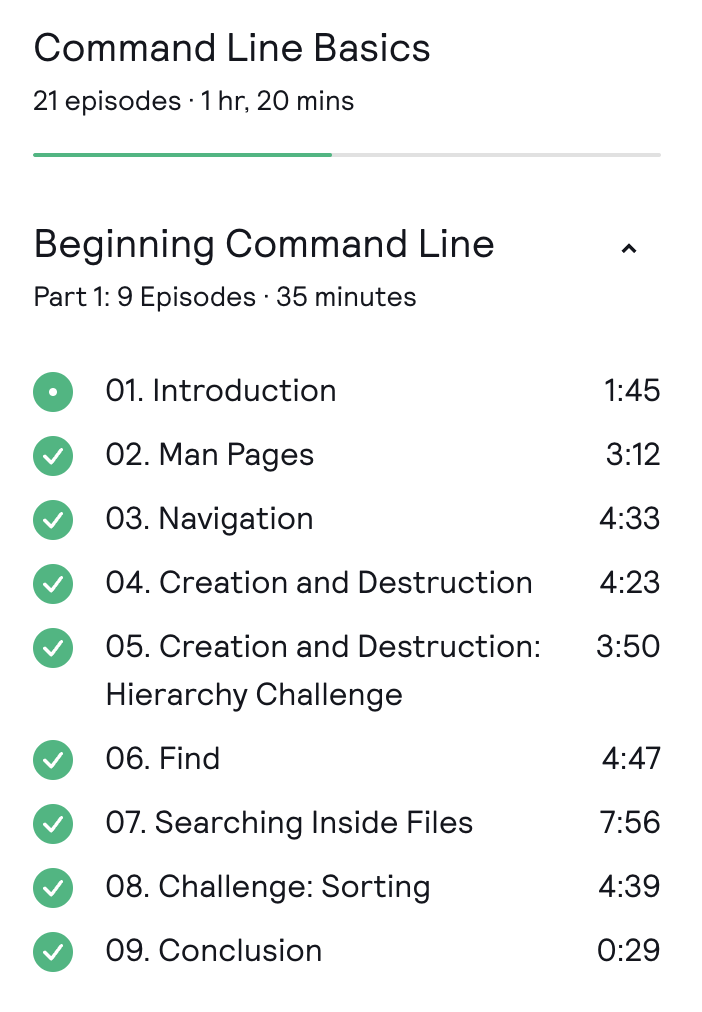 Command Line Basics
21 episodes · 1 hr, 20 mins
Beginning Command Line
Part 1: 9 Episodes · 35 minutes
01. Introduction 1:45
02. Man Pages 3:12
03. Navigation 4:33
04. Creation and Destruction 4:23
05. Creation and Destruction: 3:50
Hierarchy Challenge
06. Find 4:47
07. Searching Inside Files 7:56
08. Challenge: Sorting 4:39
09. Conclusion 0:29